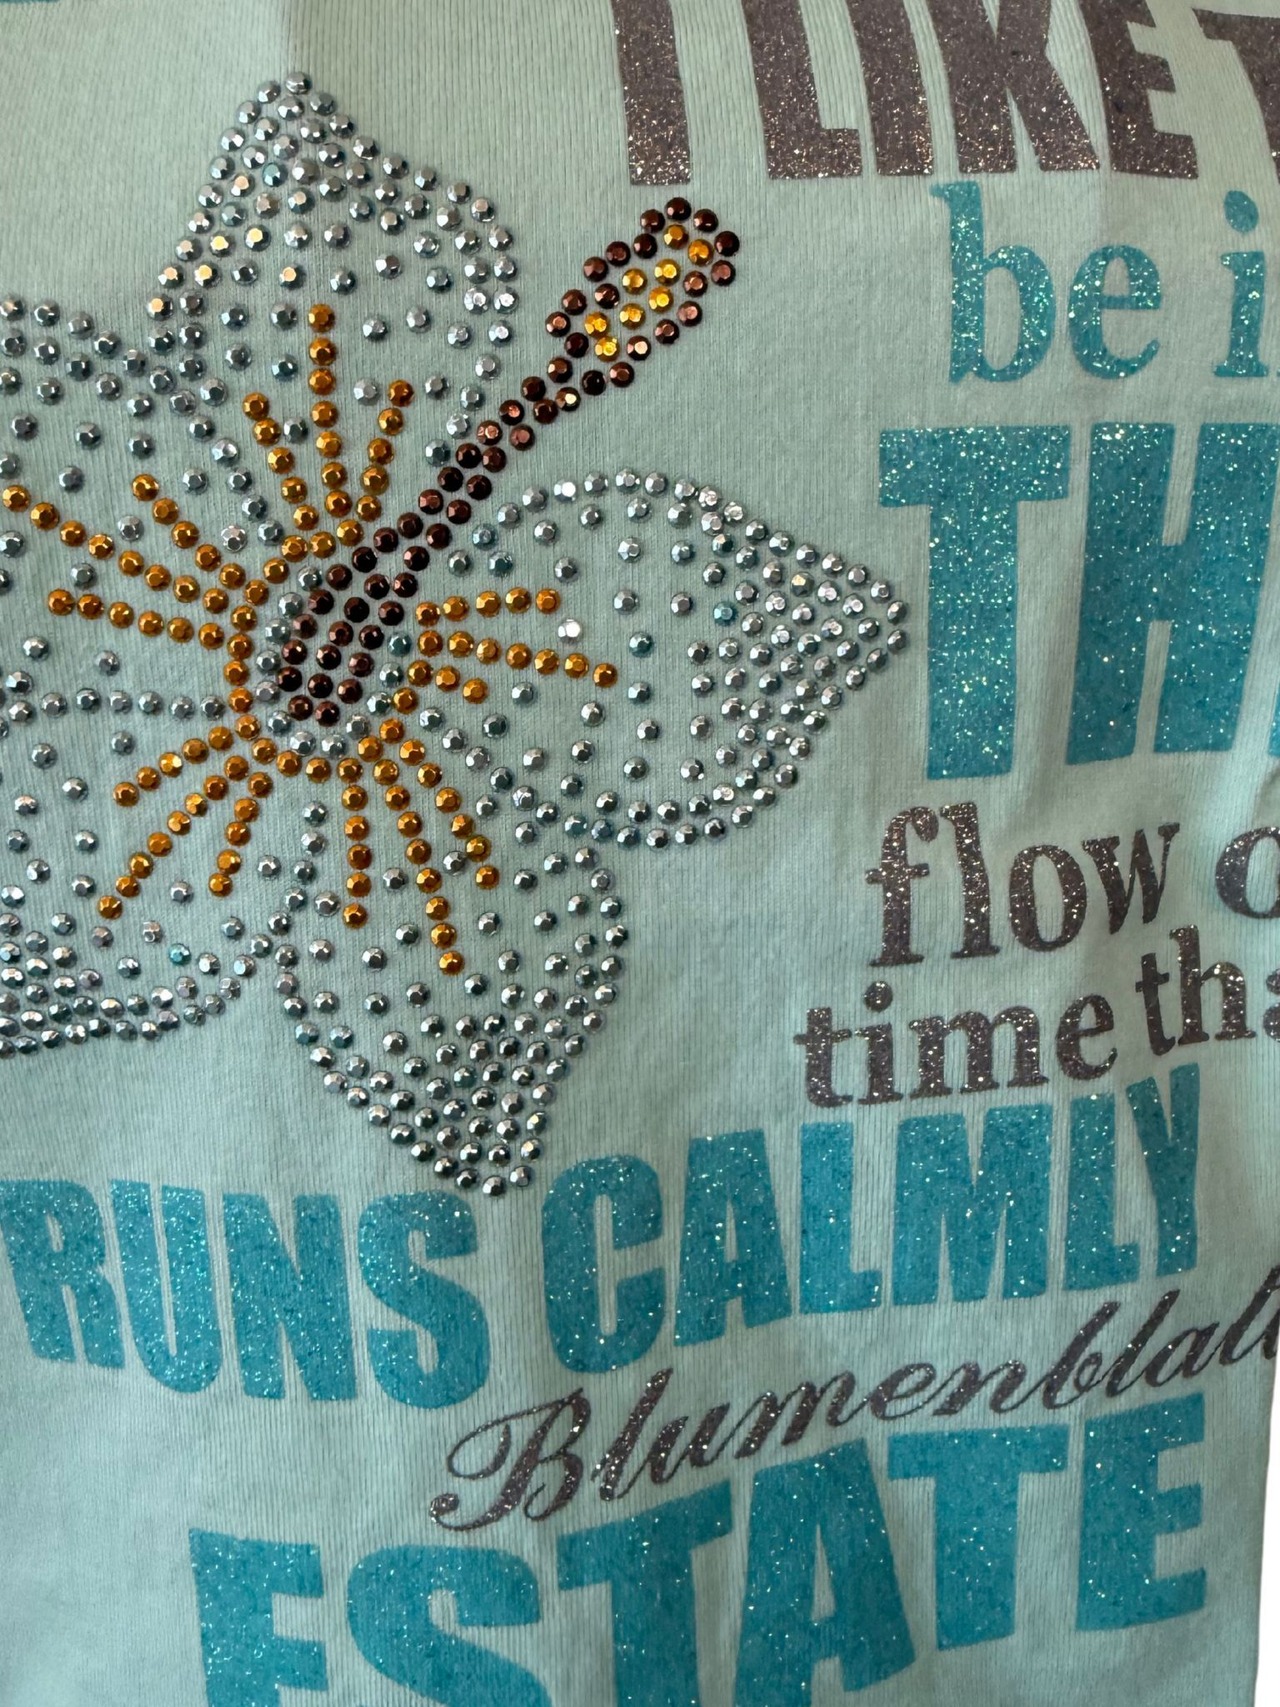 I LIKE
be i
TH
flow o
time tha
RUNS CALMLY
Blumenblatt
ESTATE